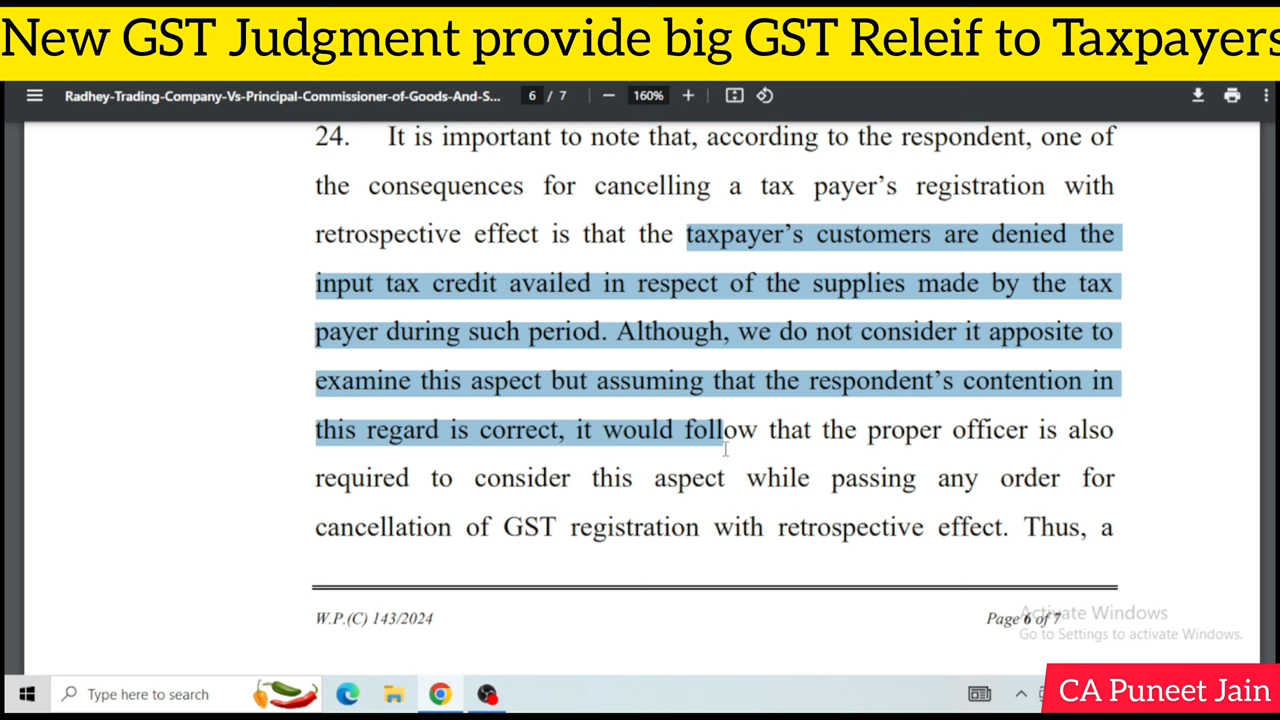 New GST Judgment provide big GST Releif to Taxpayers
Radhey-Trading-Company-Vs-Principal-Commissioner-of-Goods-And-S... 6 / 7 160%
24. It is important to note that, according to the respondent, one of
the consequences for cancelling a tax payer's registration with
retrospective effect is that the taxpayer's customers are denied the
input tax credit availed in respect of the supplies made by the tax
payer during such period. Although, we do not consider it apposite to
examine this aspect but assuming that the respondent's contention in
this regard is correct, it would follow that the proper officer is also
required to consider this aspect while passing any order for
cancellation of GST registration with retrospective effect. Thus, a
W.P.(C) 143/2024
Page 6 of 7
Activate Windows
Go to Settings to activate Windows.
Type here to search
CA Puneet Jain